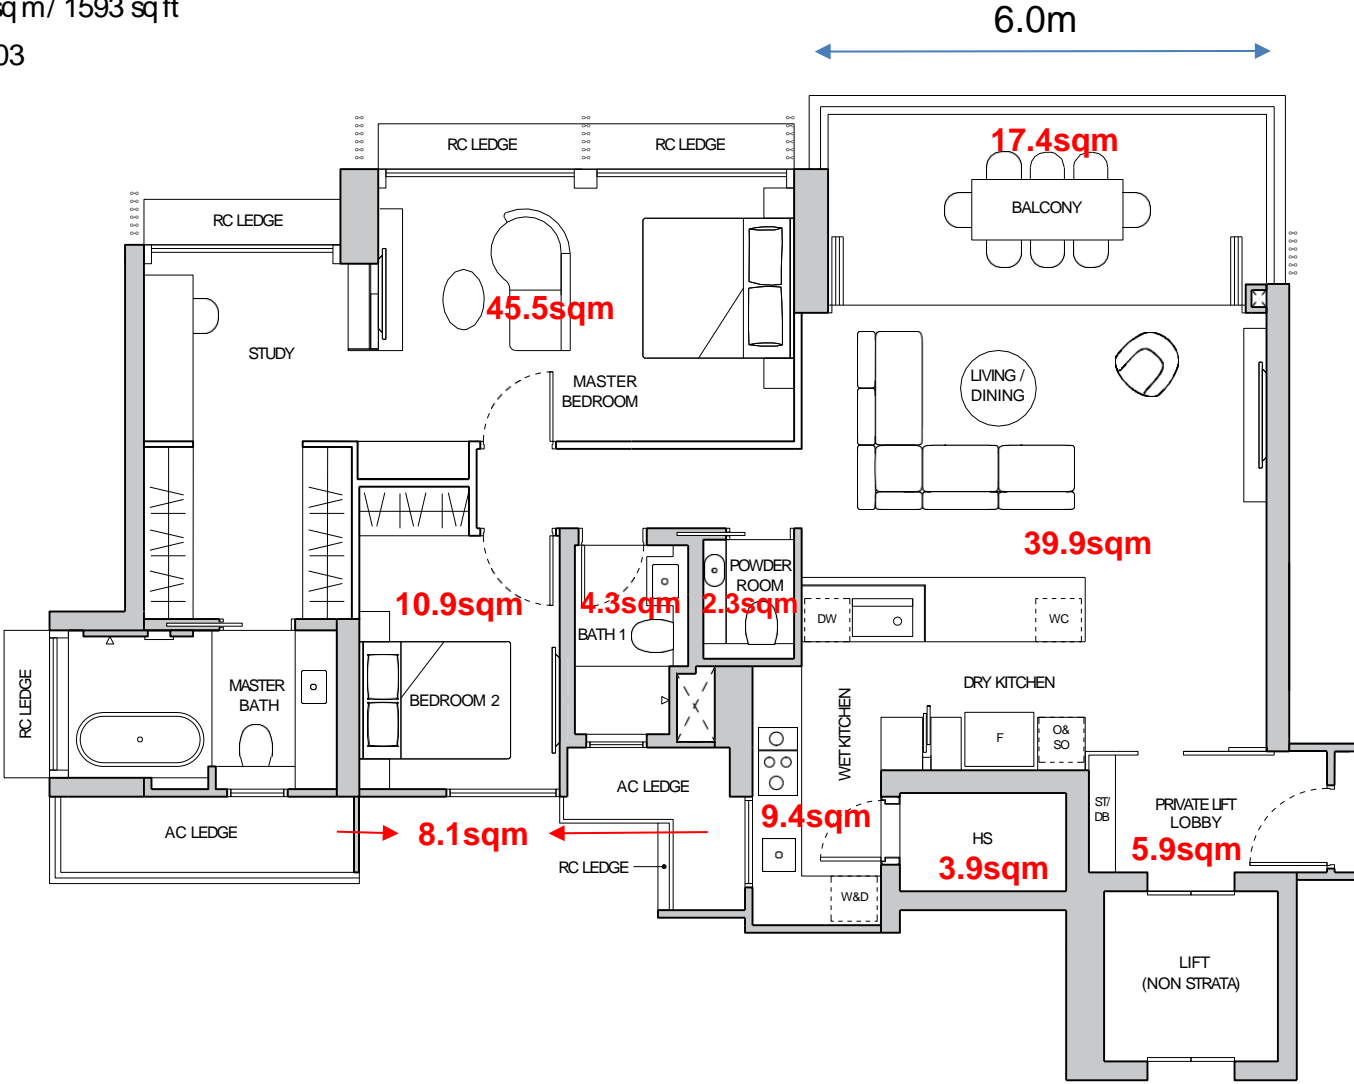 sqm/ 1593 sqft
03
6.0m
RC LEDGE
RC LEDGE
17.4sqm
RC LEDGE
BALCONY
45.5sqm
STUDY
MASTER
BEDROOM
LIVING /
DINING
39.9sqm
POWDER
ROOM
10.9sqm
4.3sqm
2.3sqm
DW
WC
BATH 1
RC LEDGE
MASTER
BATH
BEDROOM 2
DRY KITCHEN
WET KITCHEN
F
O&
SO
AC LEDGE
ST/
DB
PRIVATE LIFT
LOBBY
AC LEDGE
8.1sqm
9.4sqm
HS
5.9sqm
RC LEDGE
3.9sqm
W&D
LIFT
(NON STRATA)